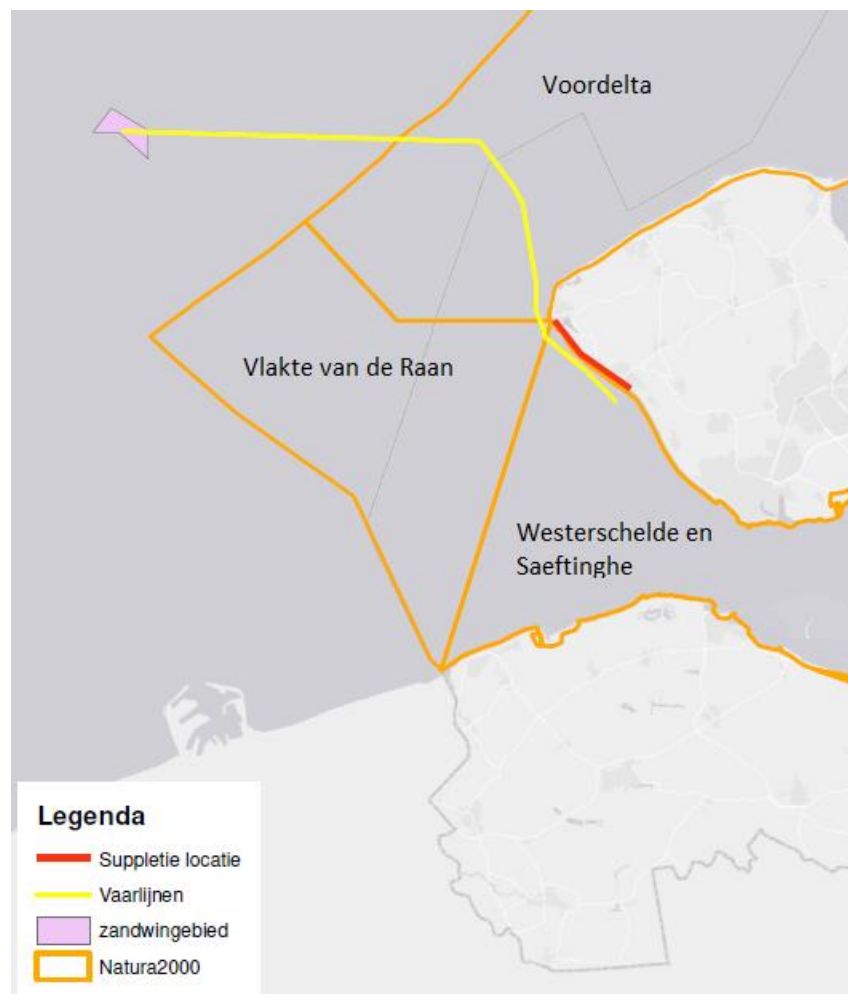 Voordelta
Vlakte van de Raan
Westerschelde en
Saeftinghe
Legenda
Suppletie locatie
Vaarlijnen
zandwingebied
Natura2000